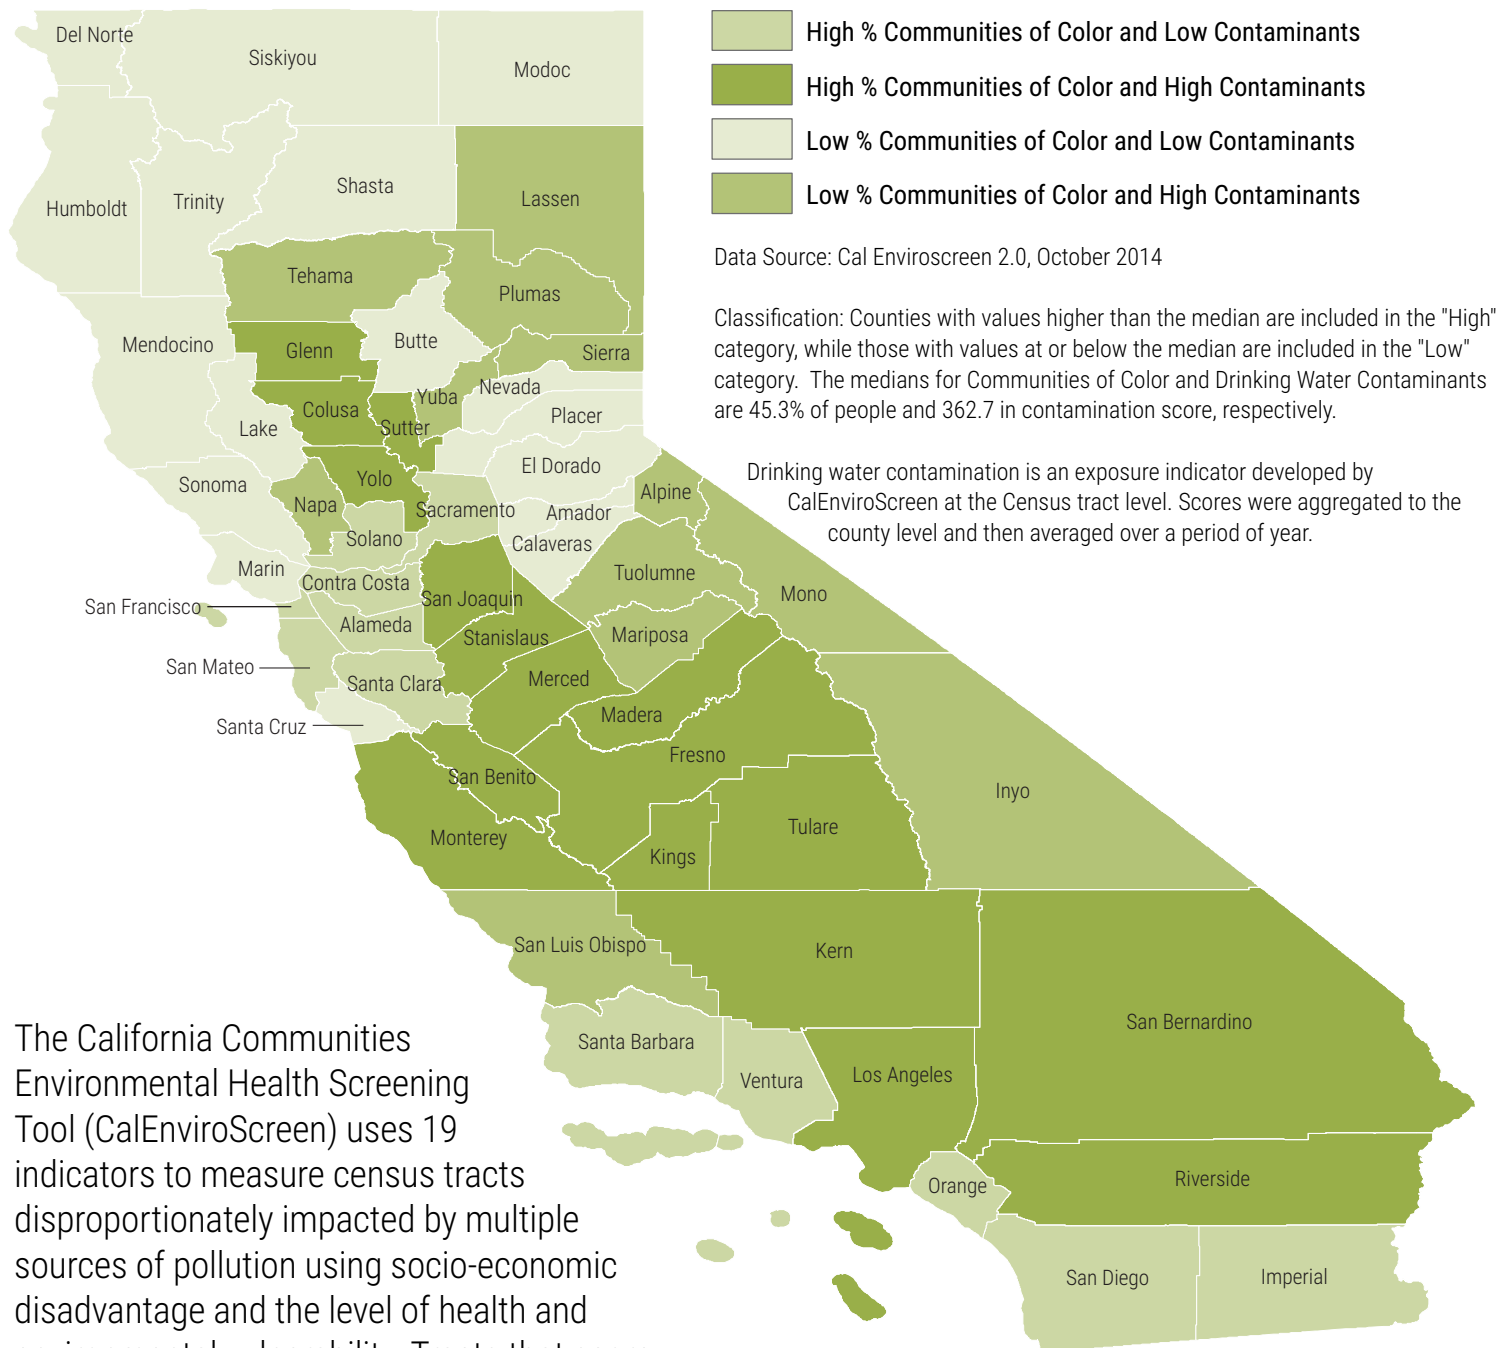 High % Communities of Color and Low Contaminants
High % Communities of Color and High Contaminants
Low % Communities of Color and Low Contaminants
Low % Communities of Color and High Contaminants
Data Source: Cal Enviroscreen 2.0, October 2014
Classification: Counties with values higher than the median are included in the "High"
category, while those with values at or below the median are included in the "Low"
category. The medians for Communities of Color and Drinking Water Contaminants
are 45.3% of people and 362.7 in contamination score, respectively.
Drinking water contamination is an exposure indicator developed by
CalEnviroScreen at the Census tract level. Scores were aggregated to the
county level and then averaged over a period of year.
Del Norte
Siskiyou
Modoc
Humboldt
Trinity
Shasta
Lassen
Tehama
Plumas
Mendocino
Glenn
Butte
Sierra
Colusa
Yuba
Nevada
Lake
Sutter
Placer
Sonoma
Yolo
El Dorado
Napa
Sacramento
Amador
Alpine
Solano
Calaveras
Marin
Contra Costa
Tuolumne
Mono
San Francisco
San Joaquin
Alameda
Stanislaus
Mariposa
San Mateo
Santa Clara
Merced
Santa Cruz
Madera
San Benito
Fresno
Inyo
Monterey
Kings
Tulare
San Luis Obispo
Kern
San Bernardino
Santa Barbara
Ventura
Los Angeles
Orange
Riverside
San Diego
Imperial
The California Communities
Environmental Health Screening
Tool (CalEnviroScreen) uses 19
indicators to measure census tracts
disproportionately impacted by multiple
sources of pollution using socio-economic
disadvantage and the level of health and